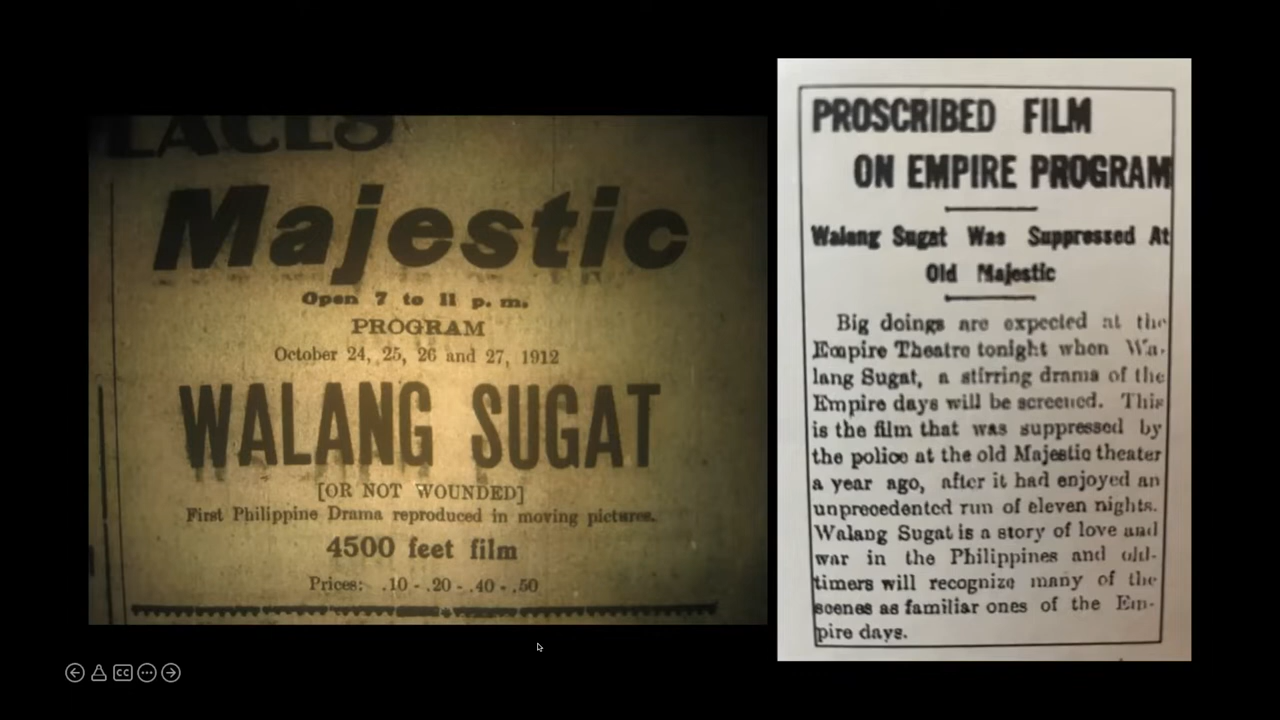 LACES
Majestic
Open 7 to 11 p. m.
PROGRAM
October 24, 25, 26 and 27, 1912
WALANG SUGAT
[OR NOT WOUNDED]
First Philippine Drama reproduced in moving pictures.
4500 feet film
Prices: .10 - .20 - .40 - .50
PROSCRIBED FILM
ON EMPIRE PROGRAM
Walang Sugat Was Suppressed At
Old Majestic
Big doings are expected at the
Empire Theatre tonight when Wa-
lang Sugat, a stirring drama of the
Empire days will be screened. This
is the film that was suppressed by
the police at the old Majestic theater
a year ago, after it had enjoyed an
unprecedented run of eleven nights.
Walang Sugat is a story of love and
war in the Philippines and old-
timers will recognize many of the
scenes as familiar ones of the Em-
pire days.
CC